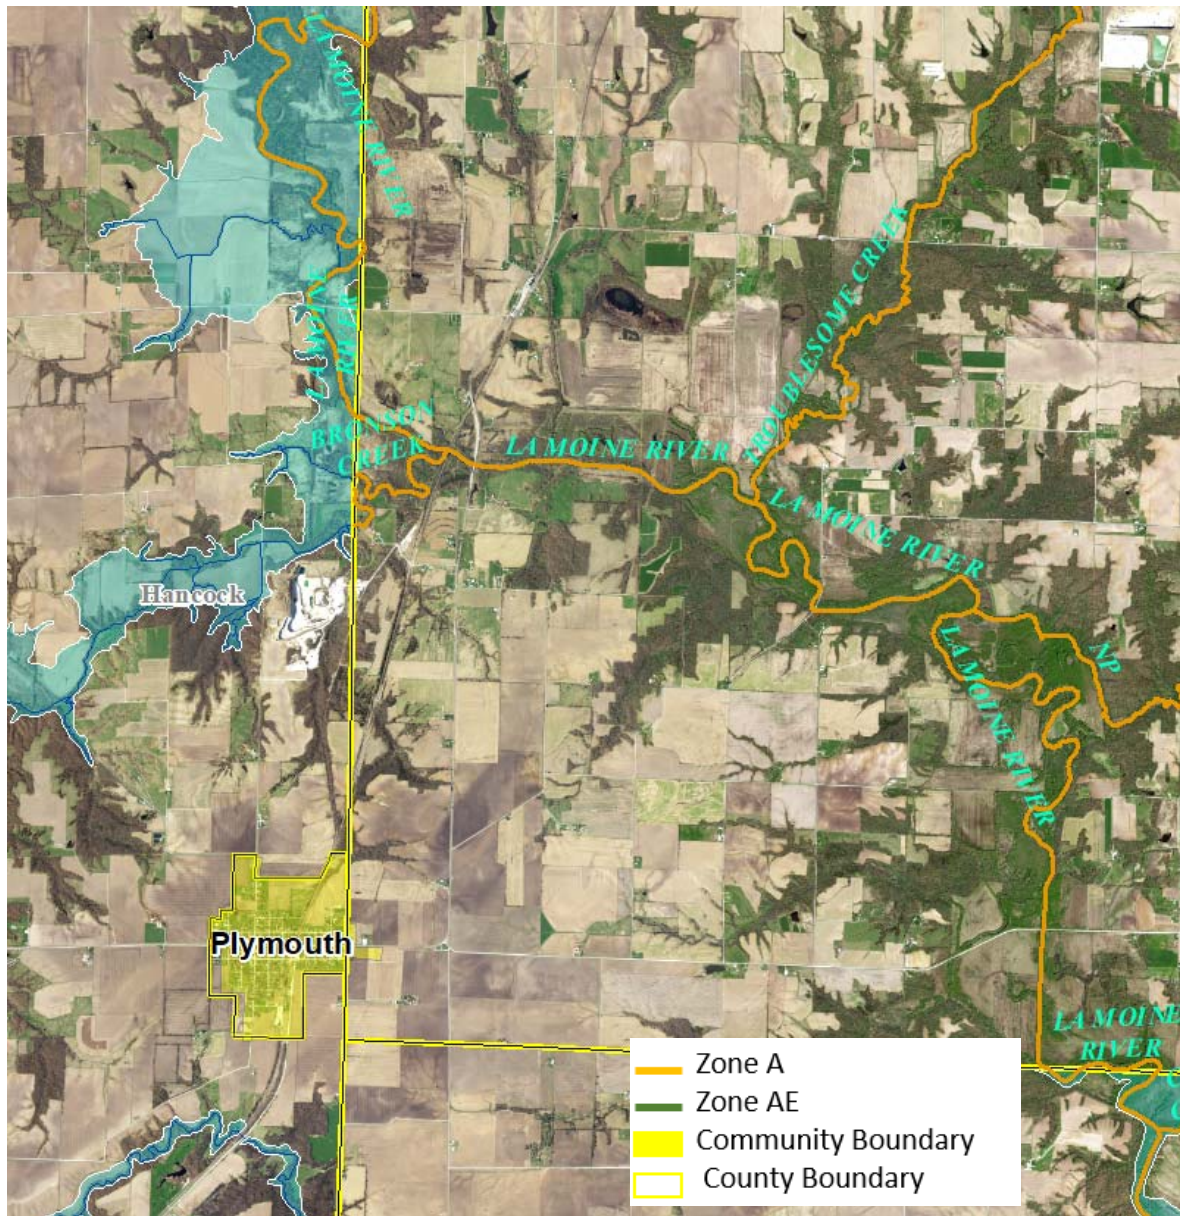 LA MOINE RIVER
TROUBLESOME CREEK
LA MOINE
RIVER
BRONSON
CREEK
LA MOINE RIVER
LA MOINE RIVER
Hancock
LA MOINE RIVER
NP
Plymouth
LA MOINE
RIVER
Zone A
Zone AE
Community Boundary
County Boundary